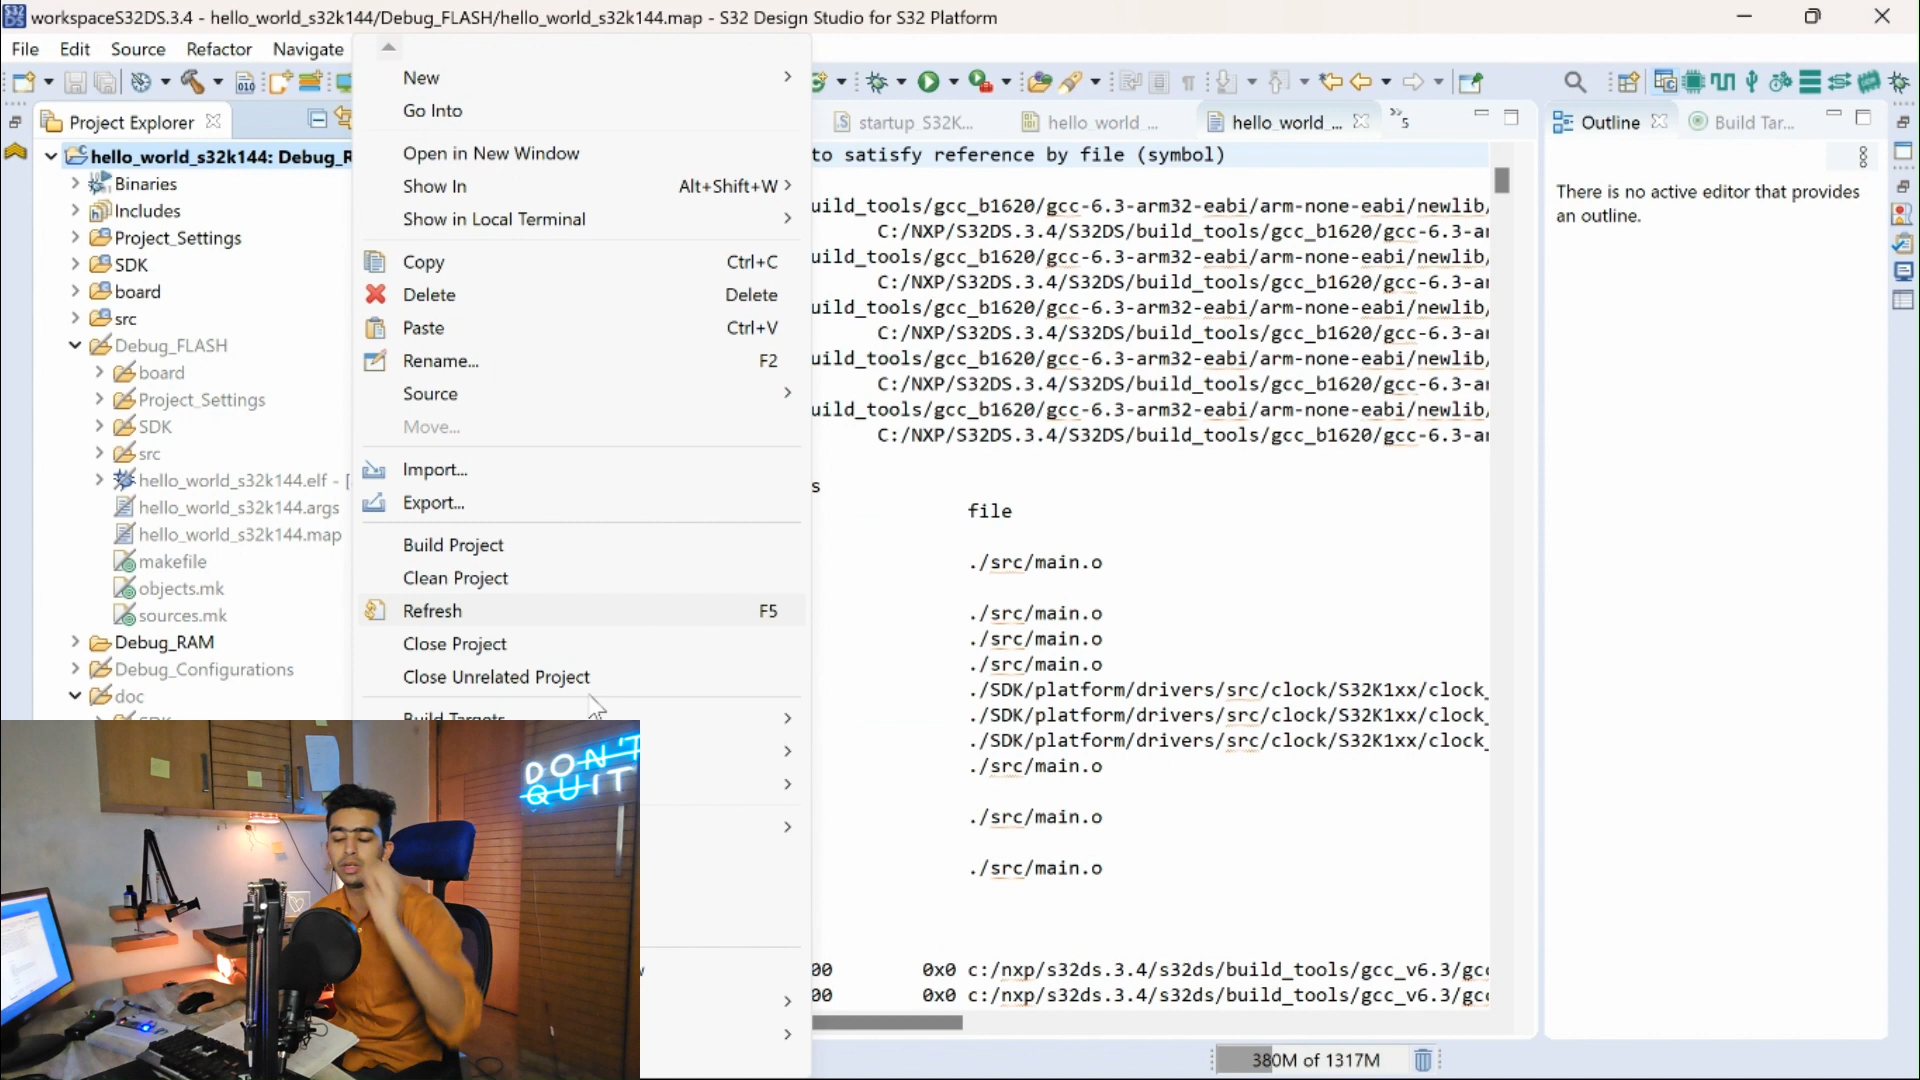 workspaceS32DS.3.4 - hello_world_s32k144/Debug_FLASH/hello_world_s32k144.map - S32 Design Studio for S32 Platform
File Edit Source Refactor Navigate
Project Explorer
hello_world_s32k144: Debug_R
Binaries
Includes
Project_Settings
SDK
board
src
Debug_FLASH
board
Project_Settings
SDK
src
hello_world_s32k144.elf - [
hello_world_s32k144.args
hello_world_s32k144.map
makefile
objects.mk
sources.mk
Debug_RAM
Debug_Configurations
doc
New
Go Into
Open in New Window
Show In Alt+Shift+W
Show in Local Terminal
Copy Ctrl+C
Delete Delete
Paste Ctrl+V
Rename... F2
Source
Move...
Import...
Export...
Build Project
Clean Project
Refresh F5
Close Project
Close Unrelated Project
Build Targets
startup_S32K...
hello_world_...
hello_world_...
5
to satisfy reference by file (symbol)
uild_tools/gcc_b1620/gcc-6.3-arm32-eabi/arm-none-eabi/newlib/
C:/NXP/S32DS.3.4/S32DS/build_tools/gcc_b1620/gcc-6.3-ar
uild_tools/gcc_b1620/gcc-6.3-arm32-eabi/arm-none-eabi/newlib/
C:/NXP/S32DS.3.4/S32DS/build_tools/gcc_b1620/gcc-6.3-ar
uild_tools/gcc_b1620/gcc-6.3-arm32-eabi/arm-none-eabi/newlib/
C:/NXP/S32DS.3.4/S32DS/build_tools/gcc_b1620/gcc-6.3-ar
uild_tools/gcc_b1620/gcc-6.3-arm32-eabi/arm-none-eabi/newlib/
C:/NXP/S32DS.3.4/S32DS/build_tools/gcc_b1620/gcc-6.3-ar
uild_tools/gcc_b1620/gcc-6.3-arm32-eabi/arm-none-eabi/newlib/
C:/NXP/S32DS.3.4/S32DS/build_tools/gcc_b1620/gcc-6.3-ar
s
file
./src/main.o
./src/main.o
./src/main.o
./src/main.o
./SDK/platform/drivers/src/clock/S32K1xx/clock_
./SDK/platform/drivers/src/clock/S32K1xx/clock_
./SDK/platform/drivers/src/clock/S32K1xx/clock_
./src/main.o
./src/main.o
./src/main.o
00 0x0 c:/nxp/s32ds.3.4/s32ds/build_tools/gcc_v6.3/gcc
00 0x0 c:/nxp/s32ds.3.4/s32ds/build_tools/gcc_v6.3/gcc
Outline
Build Tar...
There is no active editor that provides
an outline.
380M of 1317M
DON'T
QUIT